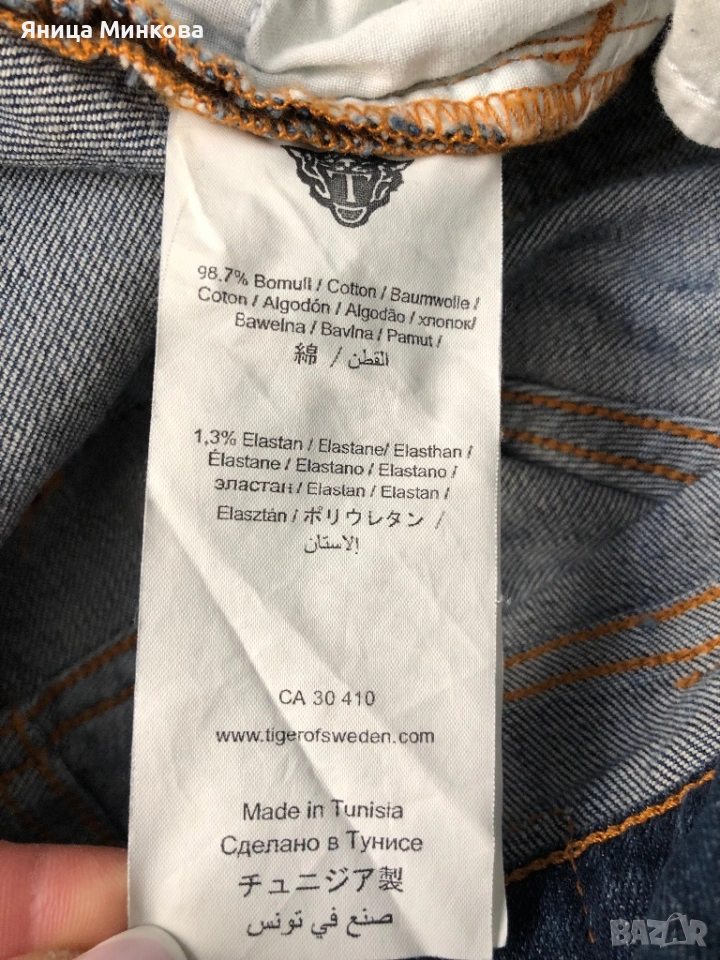 Яница Минкова
T
98.7% Bomull / Cotton / Baumwolle /
Coton / Algodón / Algodão / хлопок/
Bawełna / Bavlna / Pamut /
綿 / القطن
1,3% Elastan / Elastane/ Elasthan /
Élastane / Elastano / Elastano /
эластан / Elastan / Elastan /
Elasztán / ポリウレタン /
الاستان
CA 30 410
www.tigerofsweden.com
Made in Tunisia
Сделано в Тунисе
チュニジア製
صنع في تونس
BAZAR